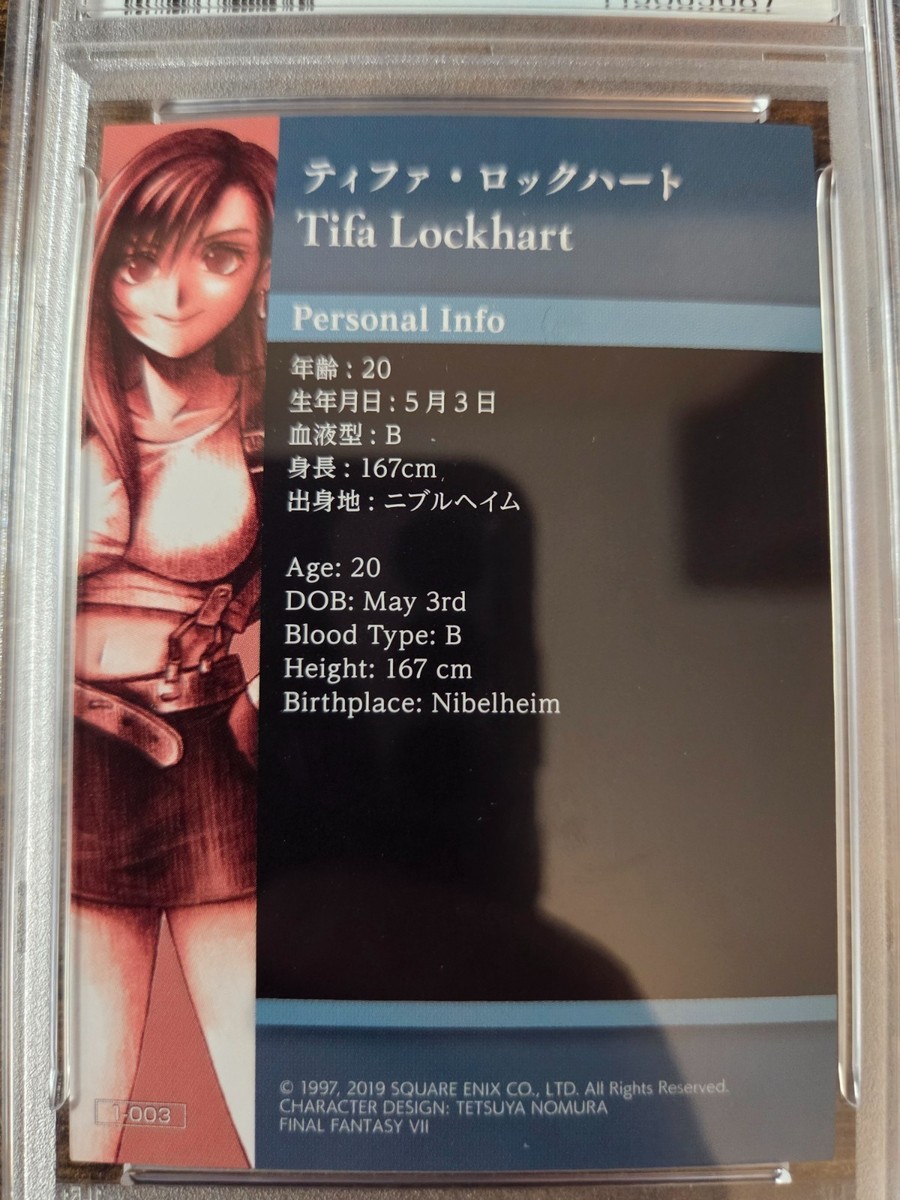 ティファ・ロックハート
Tifa Lockhart
Personal Info
年齢 : 20
生年月日 : 5月3日
血液型 : B
身長 : 167cm
出身地 : ニブルヘイム
Age: 20
DOB: May 3rd
Blood Type: B
Height: 167 cm
Birthplace: Nibelheim
© 1997, 2019 SQUARE ENIX CO., LTD. All Rights Reserved.
CHARACTER DESIGN: TETSUYA NOMURA
FINAL FANTASY VII
1-003